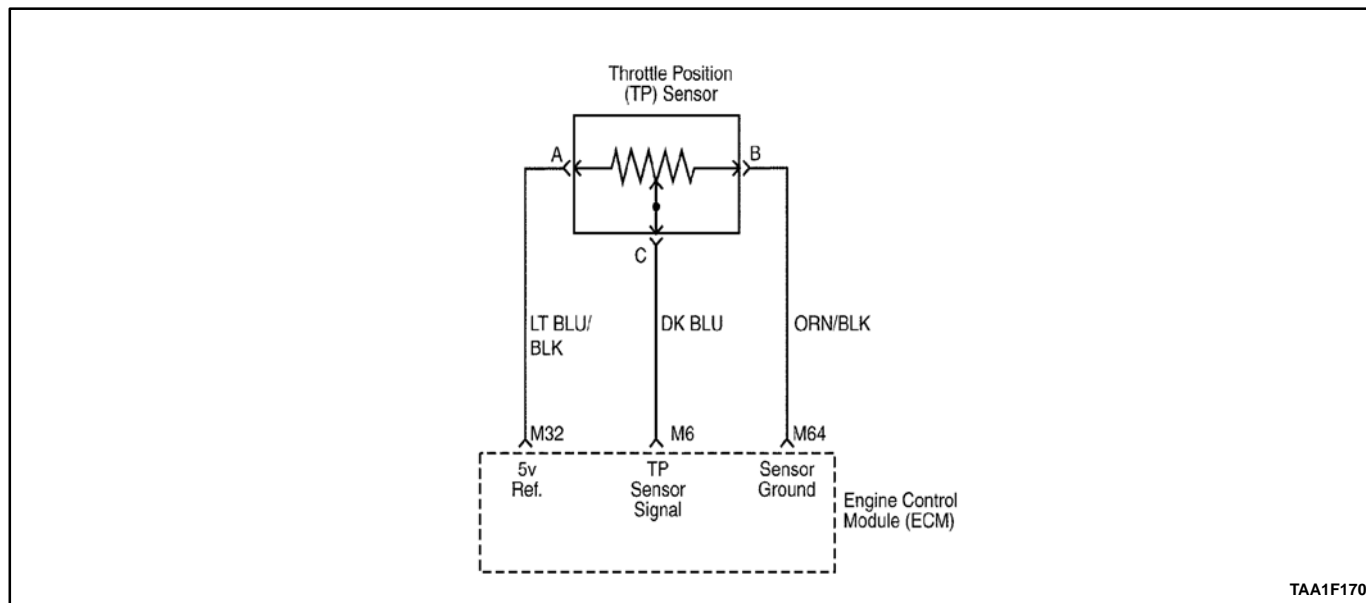 Throttle Position
(TP) Sensor
A
B
C
LT BLU/
BLK
DK BLU
ORN/BLK
M32
M6
M64
5v
Ref.
TP
Sensor
Signal
Sensor
Ground
Engine Control
Module (ECM)
TAA1F170